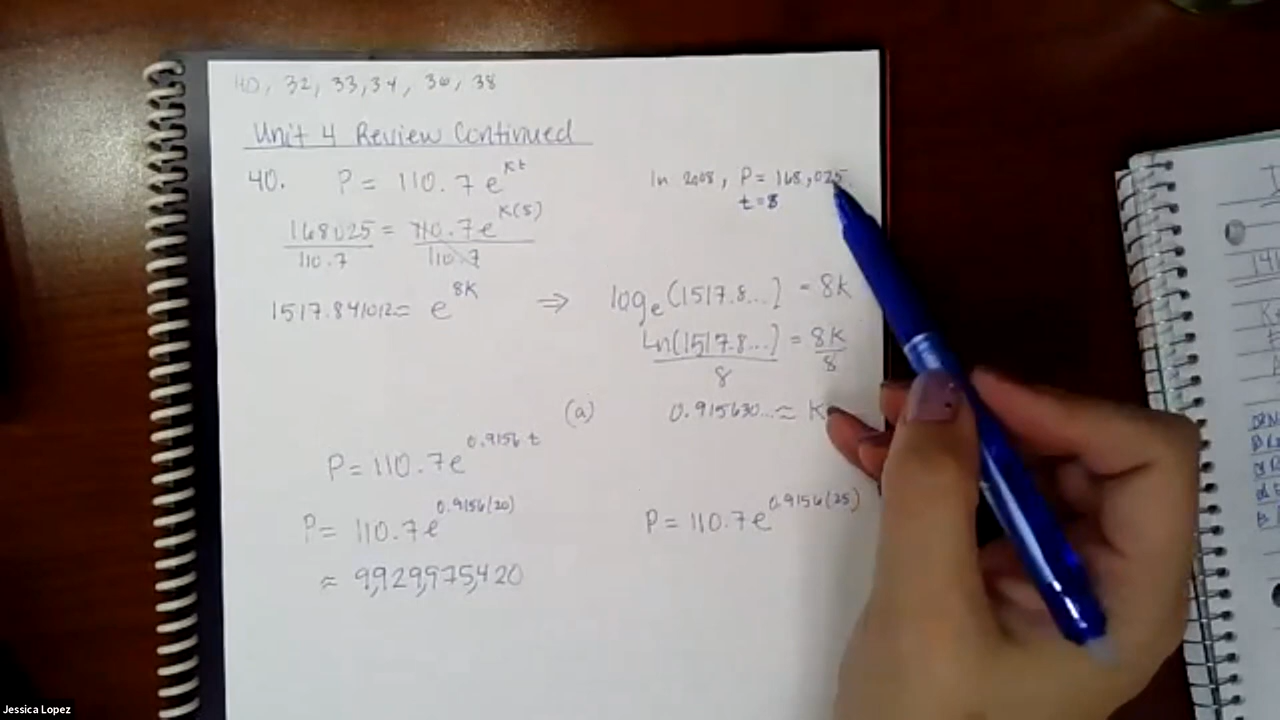 40, 32, 33, 34, 36, 38
Unit 4 Review Continued
40. P = 110.7e^{Kt}
In 2008, P = 168,025
t = 8
168025 / 110.7 = 110.7e^{K(8)} / 110.7
1517.841012 = e^{8K} ⇒ log_e(1517.8...) = 8K
Ln(1517.8...) / 8 = 8K / 8
(a) 0.915630... ≈ K
P = 110.7e^{0.9156t}
P = 110.7e^{0.9156(20)}
P = 110.7e^{0.9156(25)}
≈ 9,929,975,420
Jessica Lopez